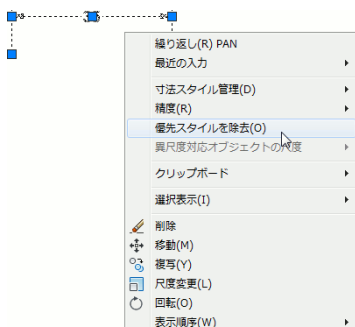 36
繰り返し(R) PAN
最近の入力
寸法スタイル管理(D)
精度(R)
優先スタイルを除去(O)
異尺度対応オブジェクトの尺度
クリップボード
選択表示(I)
削除
移動(M)
複写(Y)
尺度変更(L)
回転(O)
表示順序(W)